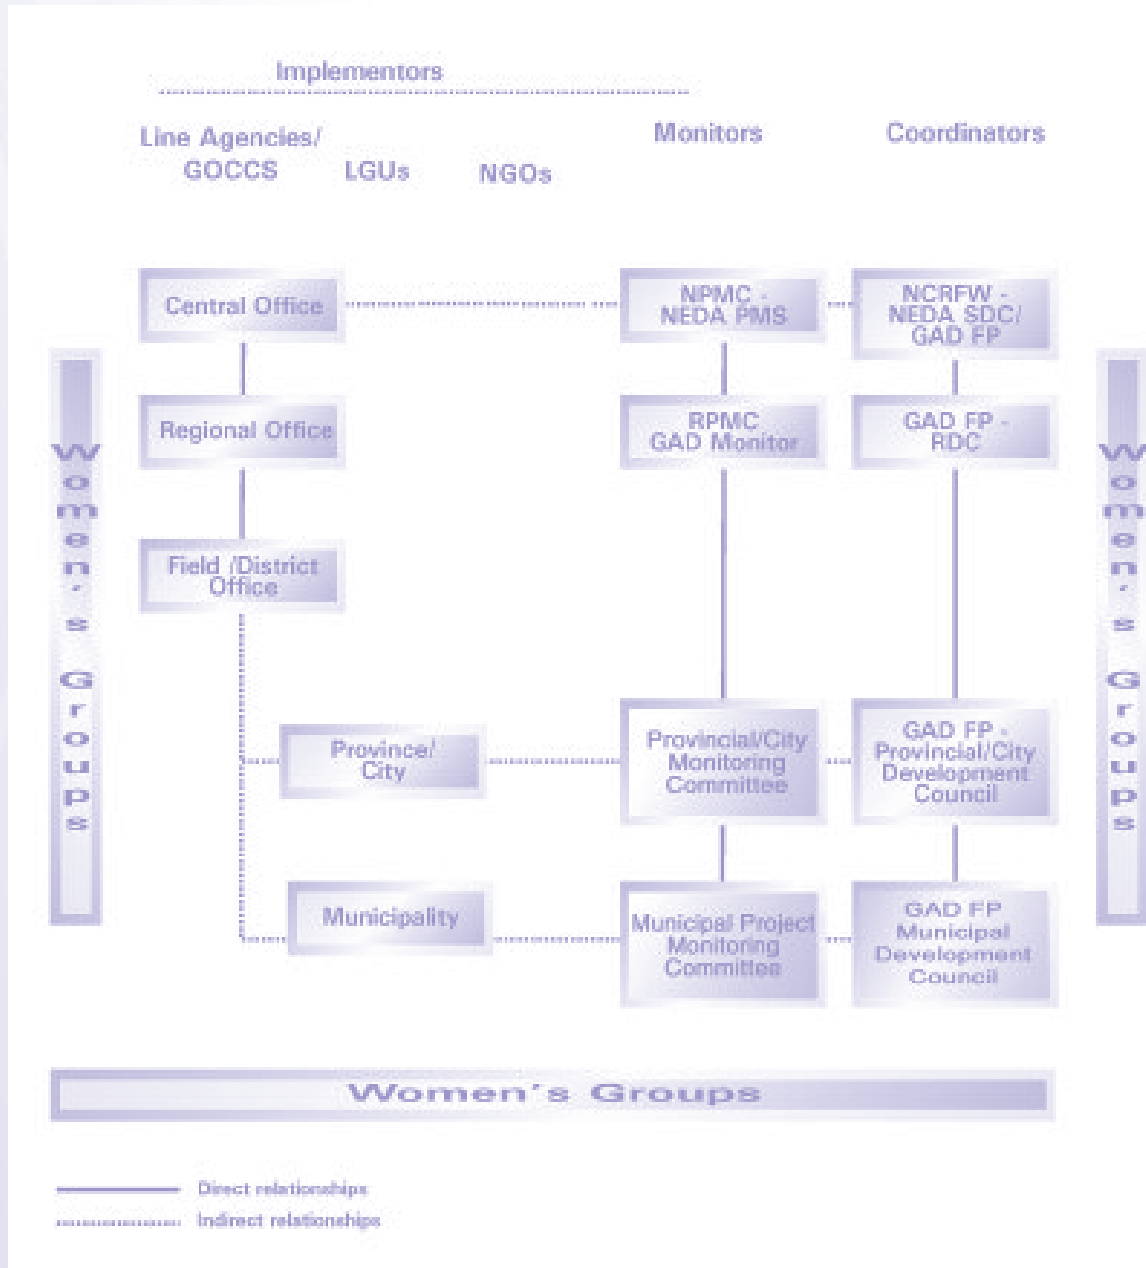 Implementors
Line Agencies/
GOCCS
LGUs
NGOs
Monitors
Coordinators
Central Office
NPMC -
NEDA PMS
NCRFW -
NEDA SDC/
GAD FP
Regional Office
RPMC
GAD Monitor
GAD FP -
RDC
Field /District
Office
Women's Groups
Women's Groups
Province/
City
Provincial/City
Monitoring
Committee
GAD FP -
Provincial/City
Development
Council
Municipality
Municipal Project
Monitoring
Committee
GAD FP
Municipal
Development
Council
Women's Groups
Direct relationships
Indirect relationships